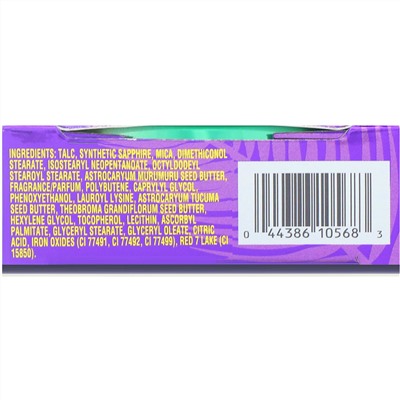 INGREDIENTS: TALC, SYNTHETIC SAPPHIRE, MICA, DIMETHICONOL
STEARATE, ISOSTEARYL NEOPENTANOATE, OCTYLDODEYL
STEAROYL STEARATE, ASTROCARYUM MURUMURU SEED BUTTER,
FRAGRANCE/PARFUM, POLYBUTENE, CAPRYLYL GLYCOL,
PHENOXYETHANOL, LAUROYL LYSINE, ASTROCARYUM TUCUMA
SEED BUTTER, THEOBROMA GRANDIFLORUM SEED BUTTER,
HEXYLENE GLYCOL, TOCOPHEROL, LECITHIN, ASCORBYL
PALMITATE, GLYCERYL STEARATE, GLYCERYL OLEATE, CITRIC
ACID, IRON OXIDES (CI 77491, CI 77492, CI 77499), RED 7 LAKE (CI
15850).
0 44386 10568 3